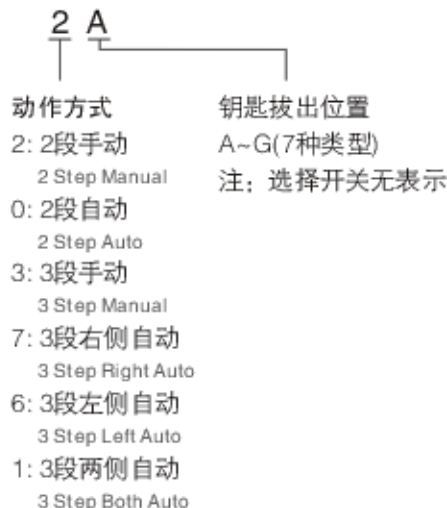 2 A
动作方式
2: 2段手动
2 Step Manual
0: 2段自动
2 Step Auto
3: 3段手动
3 Step Manual
7: 3段右侧自动
3 Step Right Auto
6: 3段左侧自动
3 Step Left Auto
1: 3段两侧自动
3 Step Both Auto
钥匙拔出位置
A~G(7种类型)
注：选择开关无表示